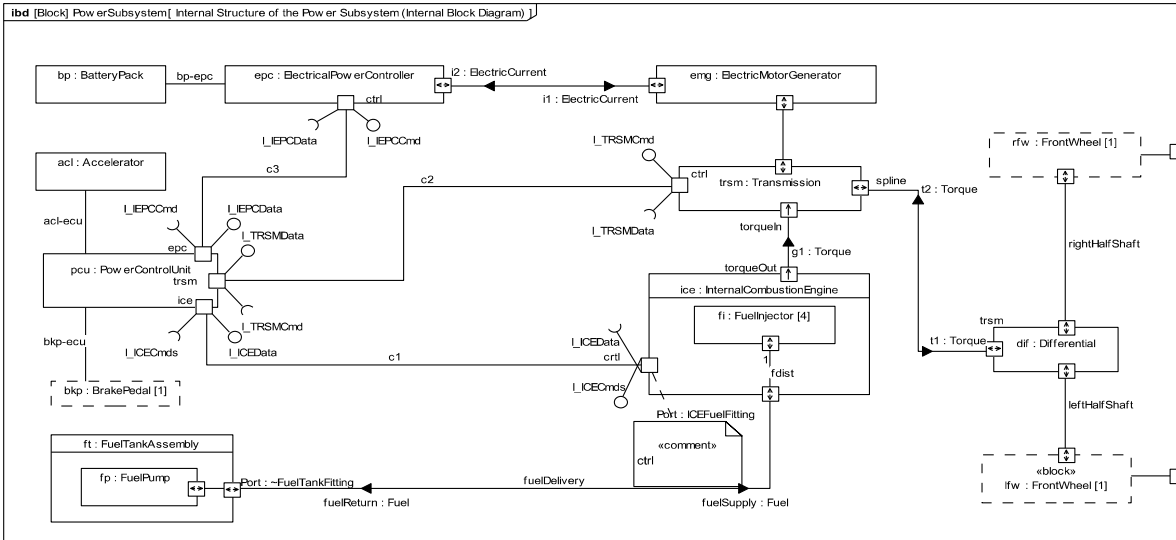 ibd [Block] PowerSubsystem[ Internal Structure of the Power Subsystem (Internal Block Diagram) ]
bp : BatteryPack
bp-epc
epc : ElectricalPowerController
ctrl
i2 : ElectricCurrent
i1 : ElectricCurrent
emg : ElectricMotorGenerator
I_IEPCData
I_IEPCCmd
acl : Accelerator
c3
c2
I_TRSMCmd
ctrl
trsm : Transmission
I_TRSMData
spline
t2 : Torque
rfw : FrontWheel [1]
acl-ecu
I_IEPCCmd
I_IEPCData
I_TRSMData
epc
pcu : PowerControlUnit
trsm
ice
I_TRSMCmd
I_ICECmds
I_ICEData
torqueIn
g1 : Torque
torqueOut
rightHalfShaft
ice : InternalCombustionEngine
fi : FuelInjector [4]
1
fdist
trsm
t1 : Torque
dif : Differential
bkp-ecu
c1
I_ICEData
crtl
I_ICECmds
bkp : BrakePedal [1]
Port : ICEFuelFitting
«comment»
ctrl
leftHalfShaft
ft : FuelTankAssembly
fp : FuelPump
Port : ~FuelTankFitting
fuelDelivery
fuelReturn : Fuel
fuelSupply : Fuel
«block»
lfw : FrontWheel [1]